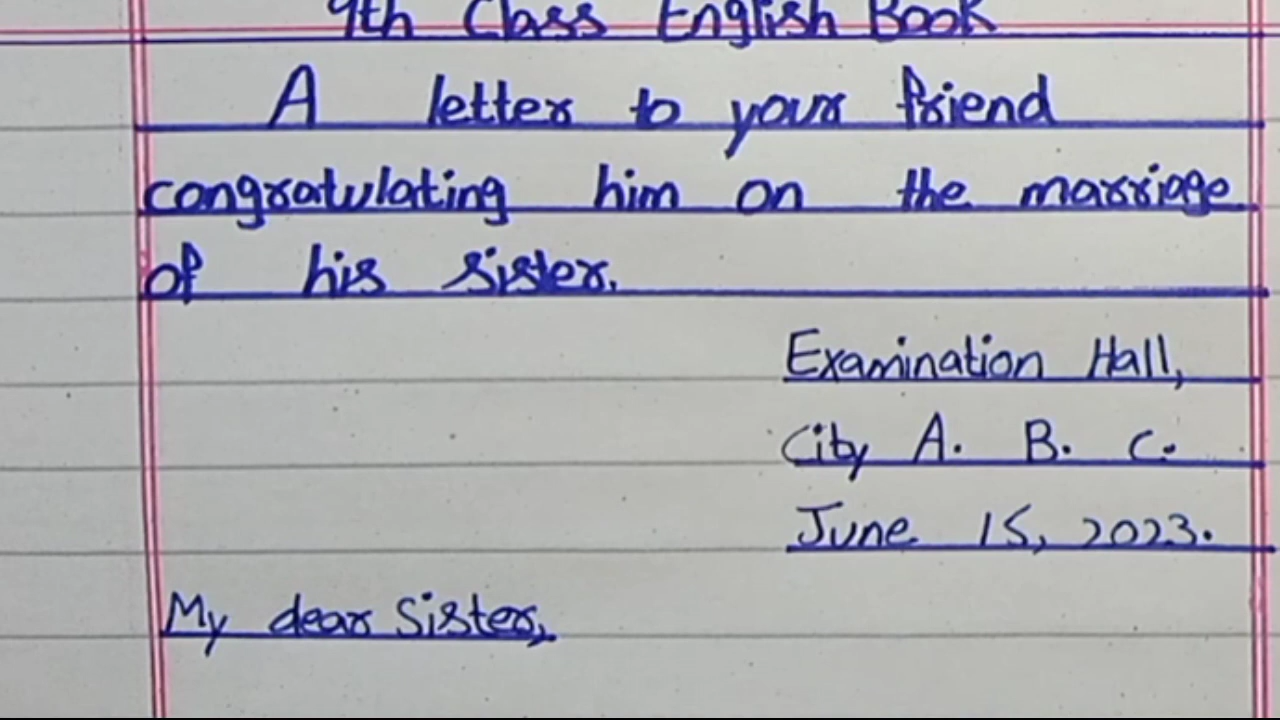 9th Class English Book
A letter to your friend
congratulating him on the marriage
of his sister.
Examination Hall,
City A. B. C.
June 15, 2023.
My dear Sister,